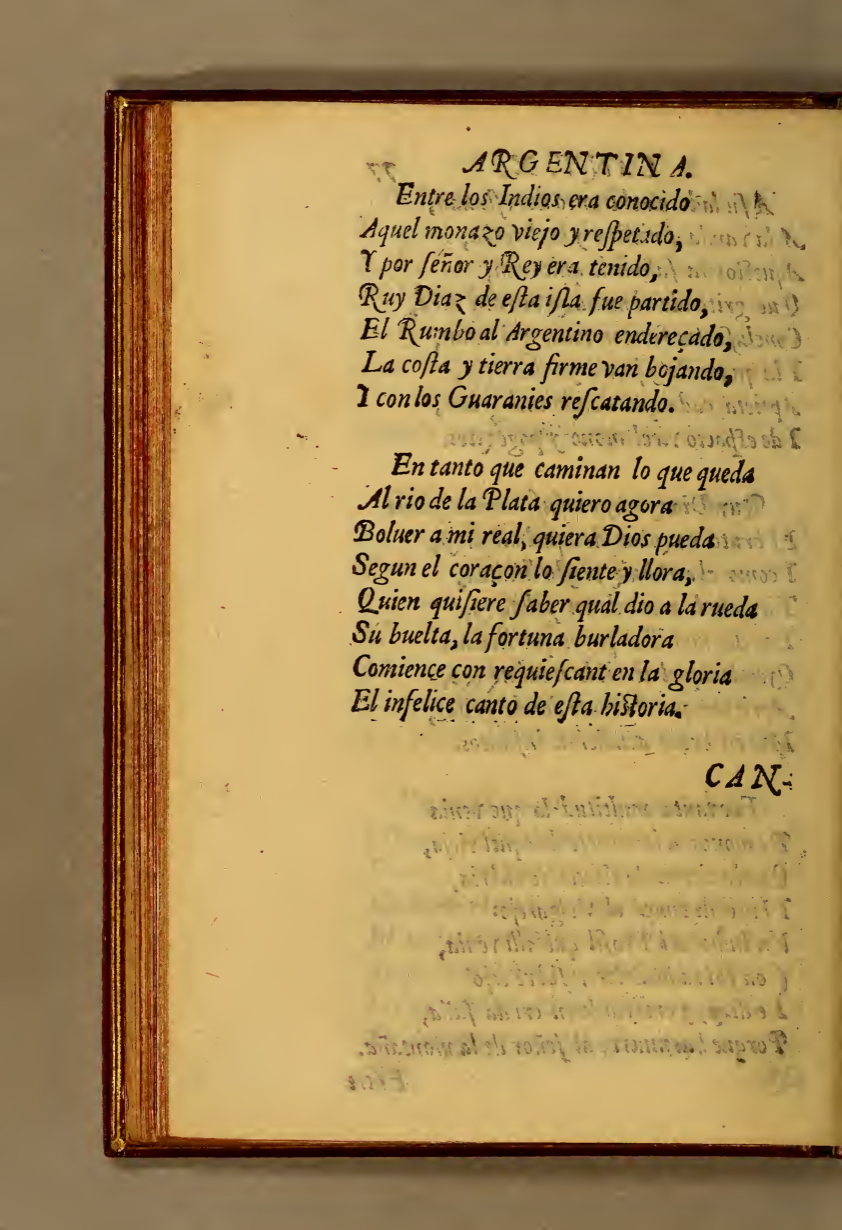 ARGENTINA.
Entre los Indios era conocido
Aquel monazo viejo y reſpetado,
Y por ſeñor y Rey era tenido,
Ruy Diaz de eſta iſla fue partido,
El Rumbo al Argentino endereçado,
La coſta y tierra firme van bojando,
I con los Guaranies reſcatando.
En tanto que caminan lo que queda
Al rio de la Plata quiero agora
Boluer a mi real, quiera Dios pueda
Segun el coraçon lo ſiente y llora,
Quien quiſiere ſaber qual dio a la rueda
Su buelta, la fortuna burladora
Comience con requieſcant en la gloria
El infelice canto de eſta hiſtoria.
CAN-